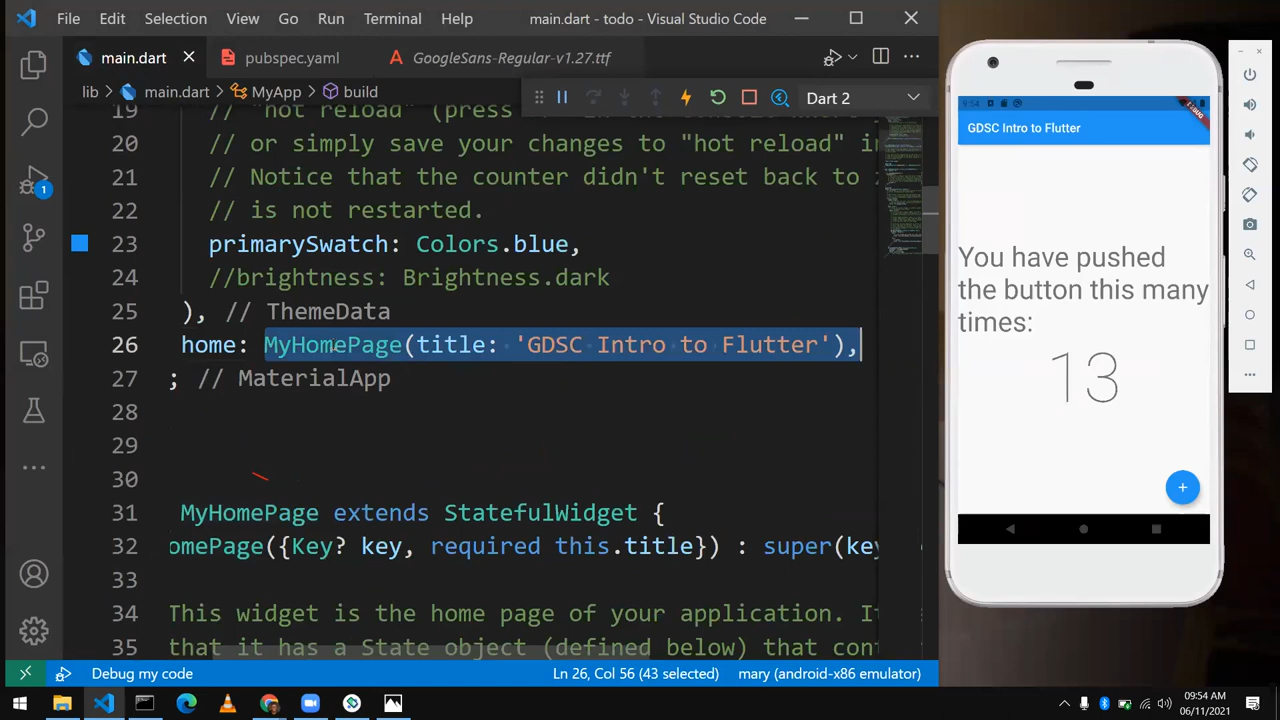 File Edit Selection View Go Run Terminal Help main.dart - todo - Visual Studio Code
main.dart pubspec.yaml A GoogleSans-Regular-v1.27.ttf
lib main.dart MyApp build
Dart 2
19 // "hot reload" (press
20 // or simply save your changes to "hot reload" i
21 // Notice that the counter didn't reset back to
22 // is not restarted.
23 primarySwatch: Colors.blue,
24 //brightness: Brightness.dark
25 ), // ThemeData
26 home: MyHomePage(title: 'GDSC Intro to Flutter'),
27 ; // MaterialApp
28
29
30
31 MyHomePage extends StatefulWidget {
32 omePage({Key? key, required this.title}) : super(key
33
34 This widget is the home page of your application. I
35 that it has a State object (defined below) that con
1
Debug my code Ln 26, Col 56 (43 selected) mary (android-x86 emulator)
9:54
DEBUG
GDSC Intro to Flutter
You have pushed
the button this many
times:
13
+
09:54 AM
06/11/2021